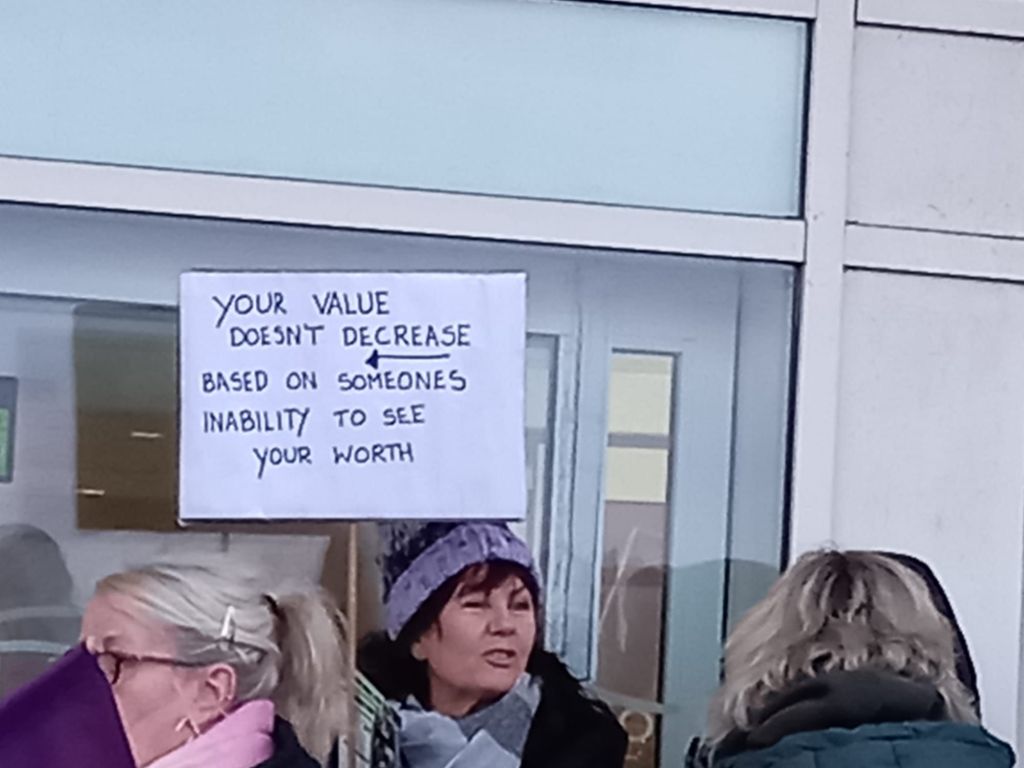 YOUR VALUE
DOESN'T DECREASE
BASED ON SOMEONES
INABILITY TO SEE
YOUR WORTH